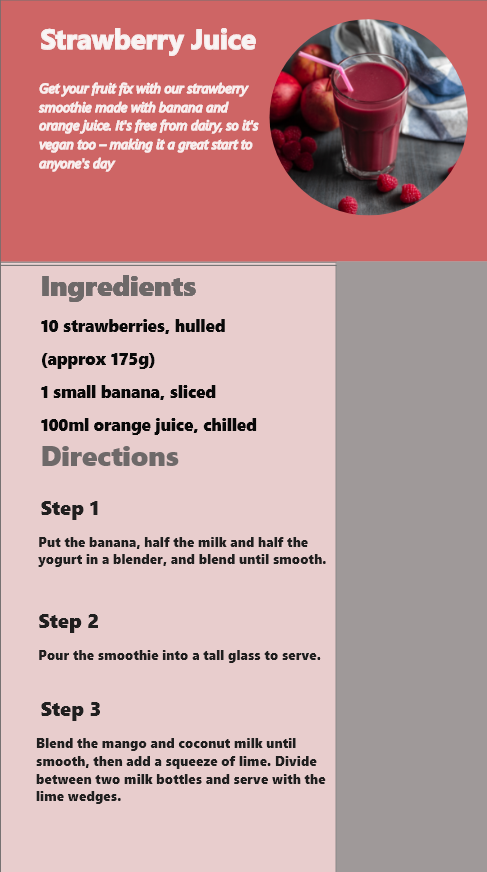 Strawberry Juice
Get your fruit fix with our strawberry
smoothie made with banana and
orange juice. It's free from dairy, so it's
vegan too – making it a great start to
anyone's day
Ingredients
10 strawberries, hulled
(approx 175g)
1 small banana, sliced
100ml orange juice, chilled
Directions
Step 1
Put the banana, half the milk and half the
yogurt in a blender, and blend until smooth.
Step 2
Pour the smoothie into a tall glass to serve.
Step 3
Blend the mango and coconut milk until
smooth, then add a squeeze of lime. Divide
between two milk bottles and serve with the
lime wedges.